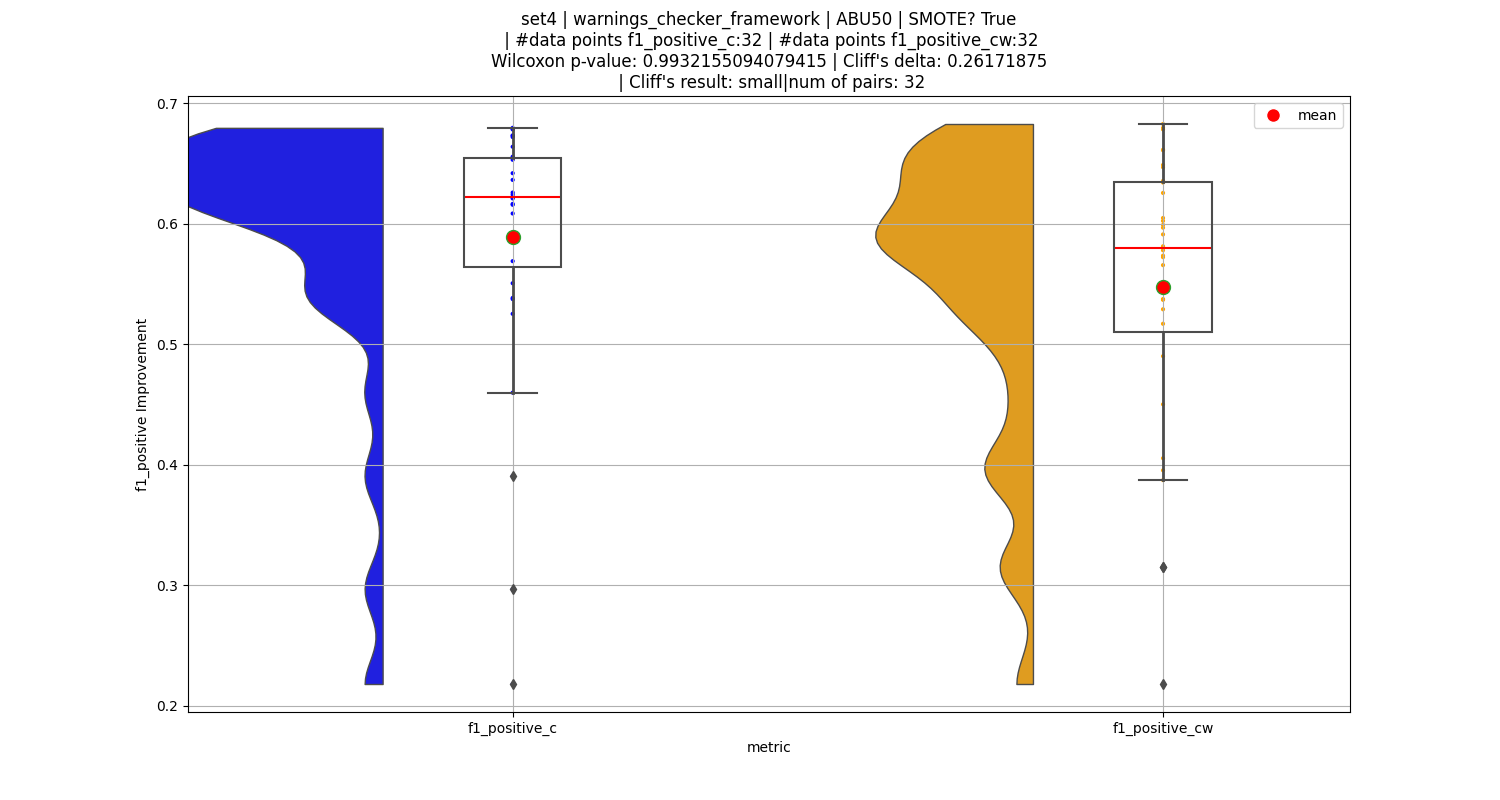 set4 | warnings_checker_framework | ABU50 | SMOTE? True
| #data points f1_positive_c:32 | #data points f1_positive_cw:32
Wilcoxon p-value: 0.9932155094079415 | Cliff's delta: 0.26171875
| Cliff's result: small|num of pairs: 32
mean
0.7
0.6
0.5
0.4
0.3
0.2
f1_positive Improvement
f1_positive_c
f1_positive_cw
metric